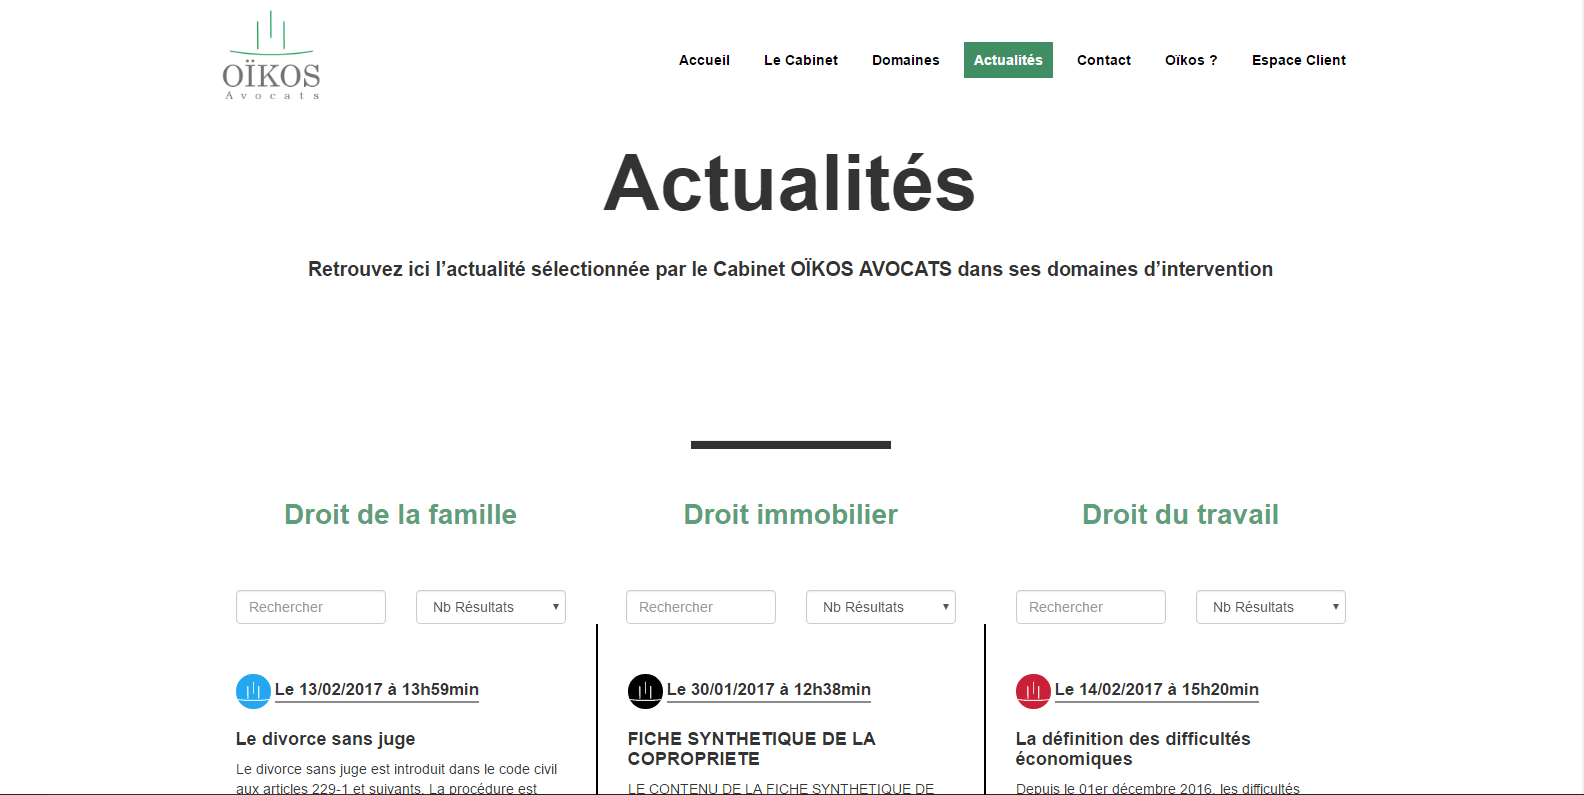 OÏKOS
Avocats
Accueil Le Cabinet Domaines Actualités Contact Oïkos ? Espace Client
Actualités
Retrouvez ici l’actualité sélectionnée par le Cabinet OÏKOS AVOCATS dans ses domaines d’intervention
Droit de la famille
Droit immobilier
Droit du travail
Rechercher Nb Résultats
Rechercher Nb Résultats
Rechercher Nb Résultats
Le 13/02/2017 à 13h59min
Le divorce sans juge
Le divorce sans juge est introduit dans le code civil
aux articles 229-1 et suivants. La procédure est
Le 30/01/2017 à 12h38min
FICHE SYNTHETIQUE DE LA
COPROPRIETE
LE CONTENU DE LA FICHE SYNTHETIQUE DE
Le 14/02/2017 à 15h20min
La définition des difficultés
économiques
Depuis le 01er décembre 2016, les difficultés